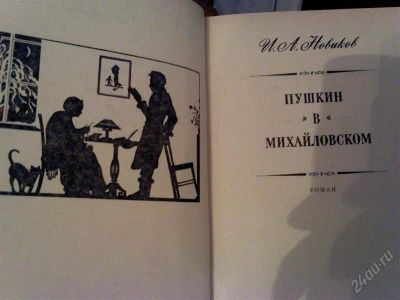 И. А. Новиков
ПУШКИН
В
МИХАЙЛОВСКОМ
РОМАН
24au.ru